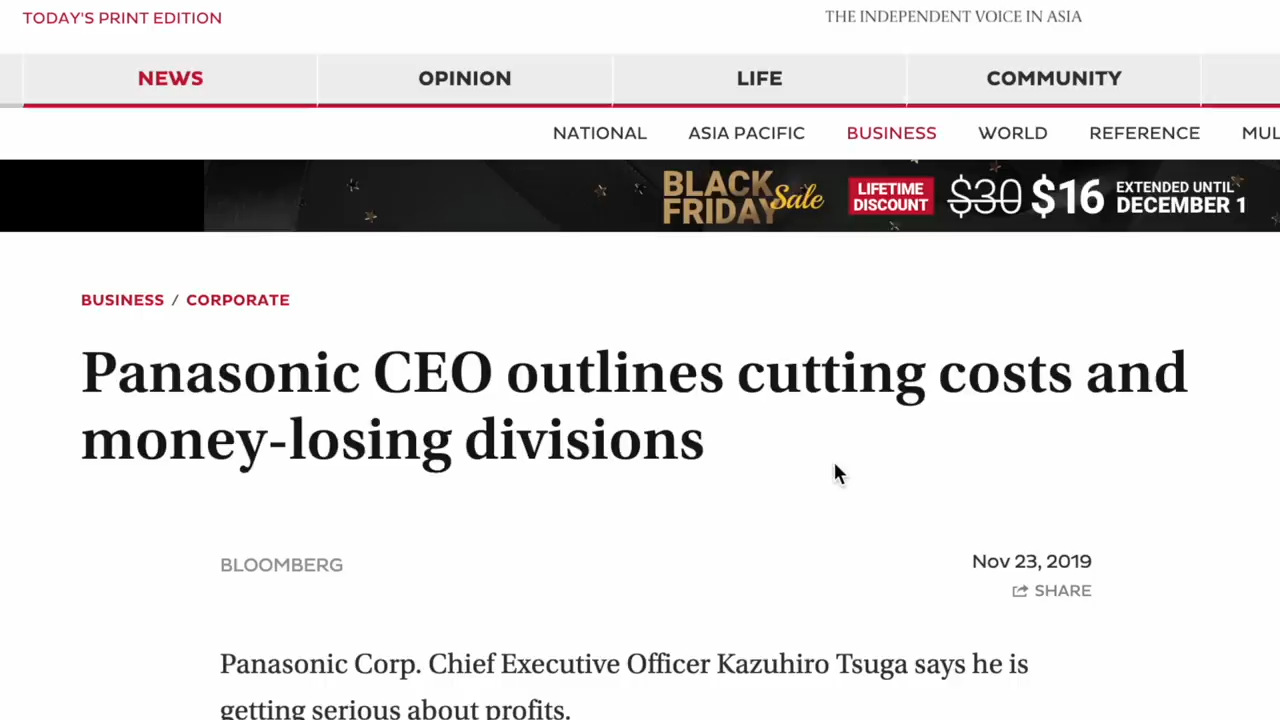 TODAY'S PRINT EDITION
THE INDEPENDENT VOICE IN ASIA
NEWS
OPINION
LIFE
COMMUNITY
NATIONAL
ASIA PACIFIC
BUSINESS
WORLD
REFERENCE
MUL
BLACK
FRIDAY
Sale
LIFETIME
DISCOUNT
$30
$16
EXTENDED UNTIL
DECEMBER 1
BUSINESS / CORPORATE
Panasonic CEO outlines cutting costs and
money-losing divisions
BLOOMBERG
Nov 23, 2019
SHARE
Panasonic Corp. Chief Executive Officer Kazuhiro Tsuga says he is
getting serious about profits.